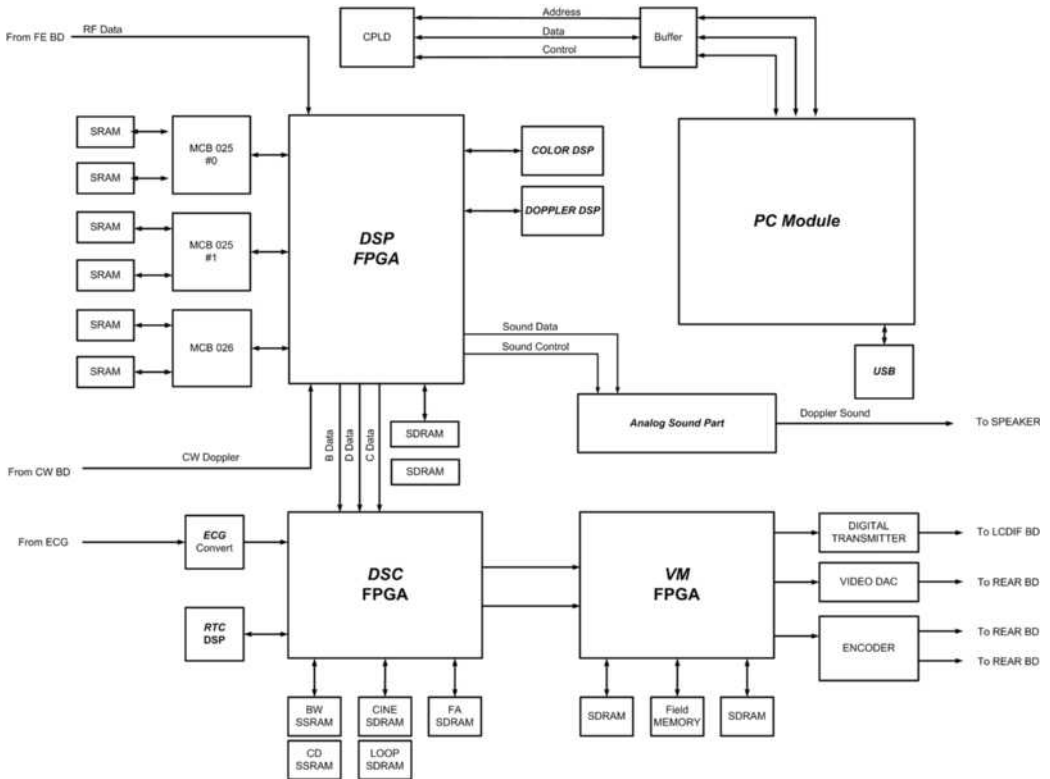 Address
From FE BD
RF Data
CPLD
Data
Buffer
Control
SRAM
MCB 025
#0
SRAM
COLOR DSP
DOPPLER DSP
PC Module
SRAM
MCB 025
#1
SRAM
DSP
FPGA
SRAM
MCB 026
SRAM
Sound Data
Sound Control
USB
Analog Sound Part
Doppler Sound
To SPEAKER
SDRAM
SDRAM
B Data
D Data
C Data
From CW BD
CW Doppler
From ECG
ECG
Convert
DSC
FPGA
VM
FPGA
DIGITAL
TRANSMITTER
To LCDIF BD
VIDEO DAC
To REAR BD
RTC
DSP
ENCODER
To REAR BD
To REAR BD
BW
SSRAM
CINE
SDRAM
FA
SDRAM
SDRAM
Field
MEMORY
SDRAM
CD
SSRAM
LOOP
SDRAM